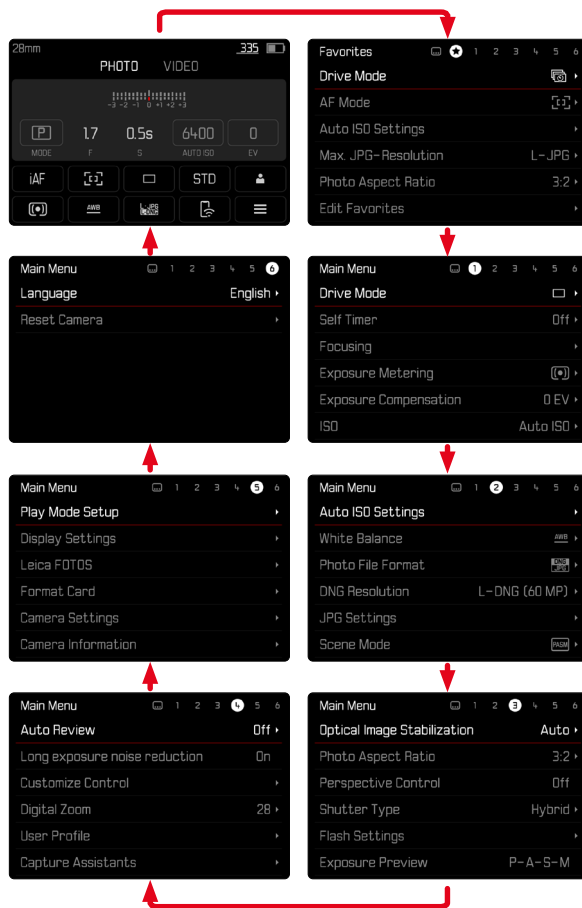 28mm 335
PHOTO VIDEO
-3 -2 -1 0 +1 +2 +3
P 1.7 0.5s 6400 0
MODE F S AUTO ISO EV
iAF STD
AWB L-JPG L-DNG
Favorites 1 2 3 4 5 6
Drive Mode
AF Mode
Auto ISO Settings
Max. JPG-Resolution L-JPG
Photo Aspect Ratio 3:2
Edit Favorites
Main Menu 1 2 3 4 5 6
Language English
Reset Camera
Main Menu 1 2 3 4 5 6
Drive Mode
Self Timer Off
Focusing
Exposure Metering
Exposure Compensation 0 EV
ISO Auto ISO
Main Menu 1 2 3 4 5 6
Play Mode Setup
Display Settings
Leica FOTOS
Format Card
Camera Settings
Camera Information
Main Menu 1 2 3 4 5 6
Auto ISO Settings
White Balance AWB
Photo File Format DNG JPG
DNG Resolution L-DNG (60 MP)
JPG Settings
Scene Mode PASM
Main Menu 1 2 3 4 5 6
Auto Review Off
Long exposure noise reduction On
Customize Control
Digital Zoom 28
User Profile
Capture Assistants
Main Menu 1 2 3 4 5 6
Optical Image Stabilization Auto
Photo Aspect Ratio 3:2
Perspective Control Off
Shutter Type Hybrid
Flash Settings
Exposure Preview P-A-S-M